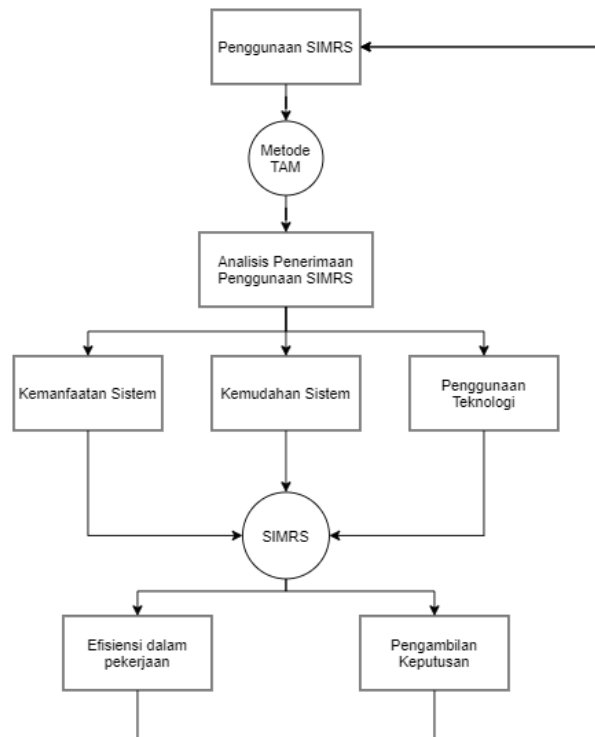 Penggunaan SIMRS
Metode
TAM
Analisis Penerimaan
Penggunaan SIMRS
Kemanfaatan Sistem
Kemudahan Sistem
Penggunaan
Teknologi
SIMRS
Efisiensi dalam
pekerjaan
Pengambilan
Keputusan